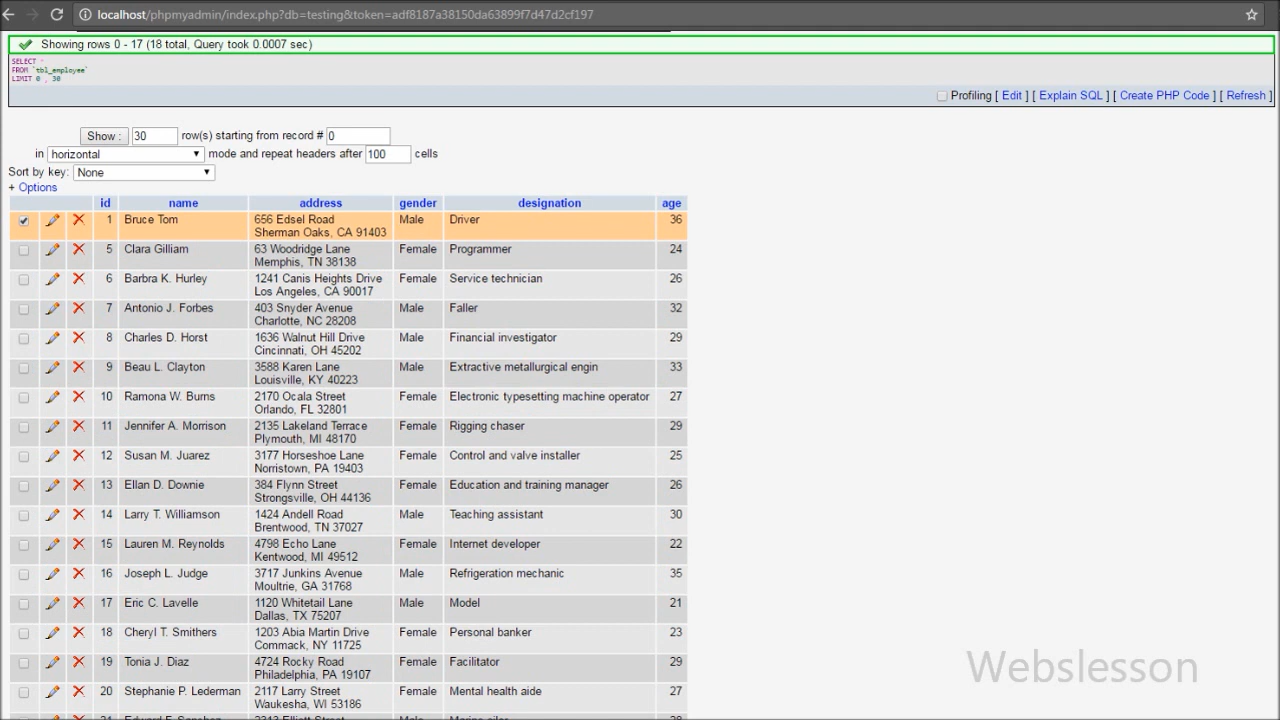 localhost/phpmyadmin/index.php?db=testing&token=adf8187a38150da63899f7d47d2cf197
Showing rows 0 - 17 (18 total, Query took 0.0007 sec)
SELECT *
FROM `tbl_employee`
LIMIT 0 , 30
Profiling [ Edit ] [ Explain SQL ] [ Create PHP Code ] [ Refresh ]
Show : 30 row(s) starting from record # 0
in horizontal mode and repeat headers after 100 cells
Sort by key: None
+ Options
id name address gender designation age
1 Bruce Tom 656 Edsel Road Male Driver 36
Sherman Oaks, CA 91403
5 Clara Gilliam 63 Woodridge Lane Female Programmer 24
Memphis, TN 38138
6 Barbra K. Hurley 1241 Canis Heights Drive Female Service technician 26
Los Angeles, CA 90017
7 Antonio J. Forbes 403 Snyder Avenue Male Faller 32
Charlotte, NC 28208
8 Charles D. Horst 1636 Walnut Hill Drive Male Financial investigator 29
Cincinnati, OH 45202
9 Beau L. Clayton 3588 Karen Lane Male Extractive metallurgical engin 33
Louisville, KY 40223
10 Ramona W. Burns 2170 Ocala Street Female Electronic typesetting machine operator 27
Orlando, FL 32801
11 Jennifer A. Morrison 2135 Lakeland Terrace Female Rigging chaser 29
Plymouth, MI 48170
12 Susan M. Juarez 3177 Horseshoe Lane Female Control and valve installer 25
Norristown, PA 19403
13 Ellan D. Downie 384 Flynn Street Female Education and training manager 26
Strongsville, OH 44136
14 Larry T. Williamson 1424 Andell Road Male Teaching assistant 30
Brentwood, TN 37027
15 Lauren M. Reynolds 4798 Echo Lane Female Internet developer 22
Kentwood, MI 49512
16 Joseph L. Judge 3717 Junkins Avenue Male Refrigeration mechanic 35
Moultrie, GA 31768
17 Eric C. Lavelle 1120 Whitetail Lane Male Model 21
Dallas, TX 75207
18 Cheryl T. Smithers 1203 Abia Martin Drive Female Personal banker 23
Commack, NY 11725
19 Tonia J. Diaz 4724 Rocky Road Female Facilitator 29
Philadelphia, PA 19107
20 Stephanie P. Lederman 2117 Larry Street Female Mental health aide 27
Waukesha, WI 53186
Webslesson